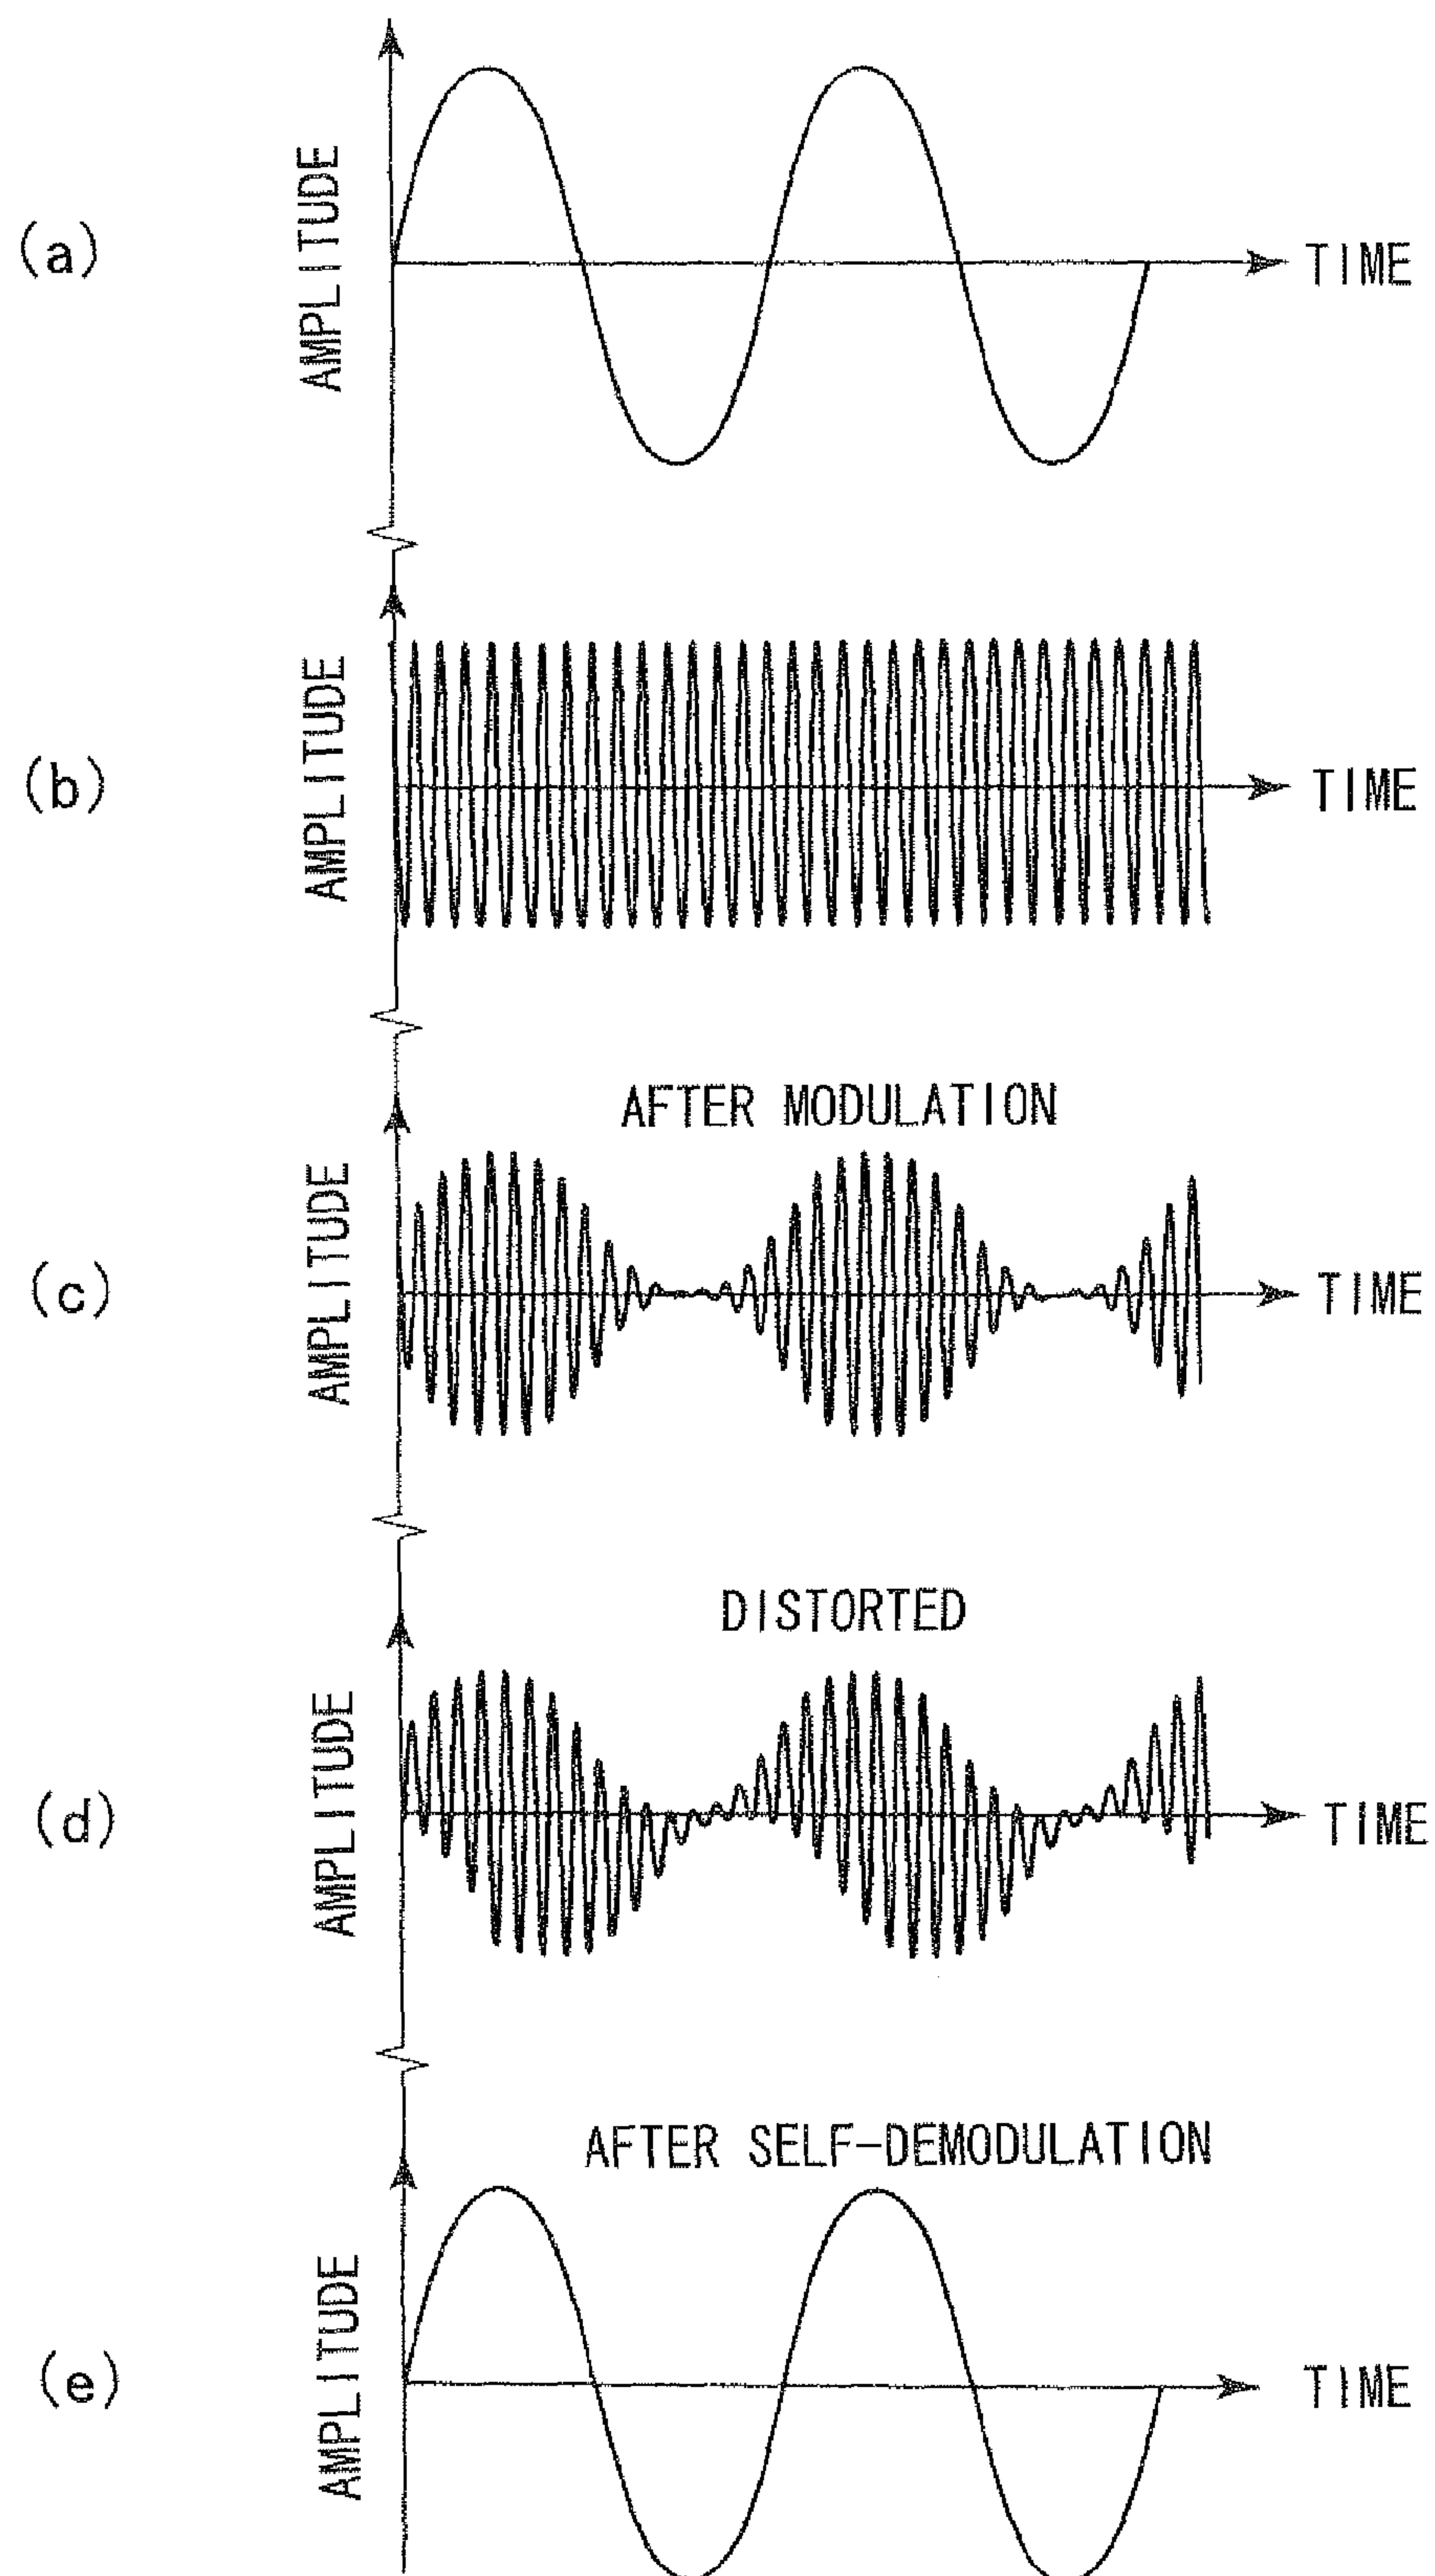 (a)
AMPLITUDE
TIME
(b)
AMPLITUDE
TIME
AFTER MODULATION
(c)
AMPLITUDE
TIME
DISTORTED
(d)
AMPLITUDE
TIME
AFTER SELF-DEMODULATION
(e)
AMPLITUDE
TIME